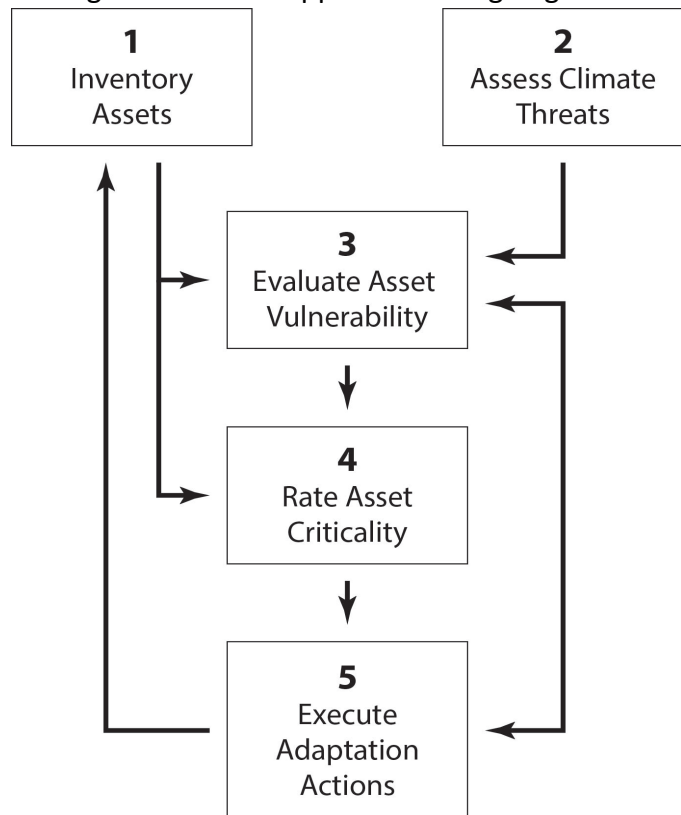 1
Inventory
Assets
2
Assess Climate
Threats
3
Evaluate Asset
Vulnerability
4
Rate Asset
Criticality
5
Execute
Adaptation
Actions